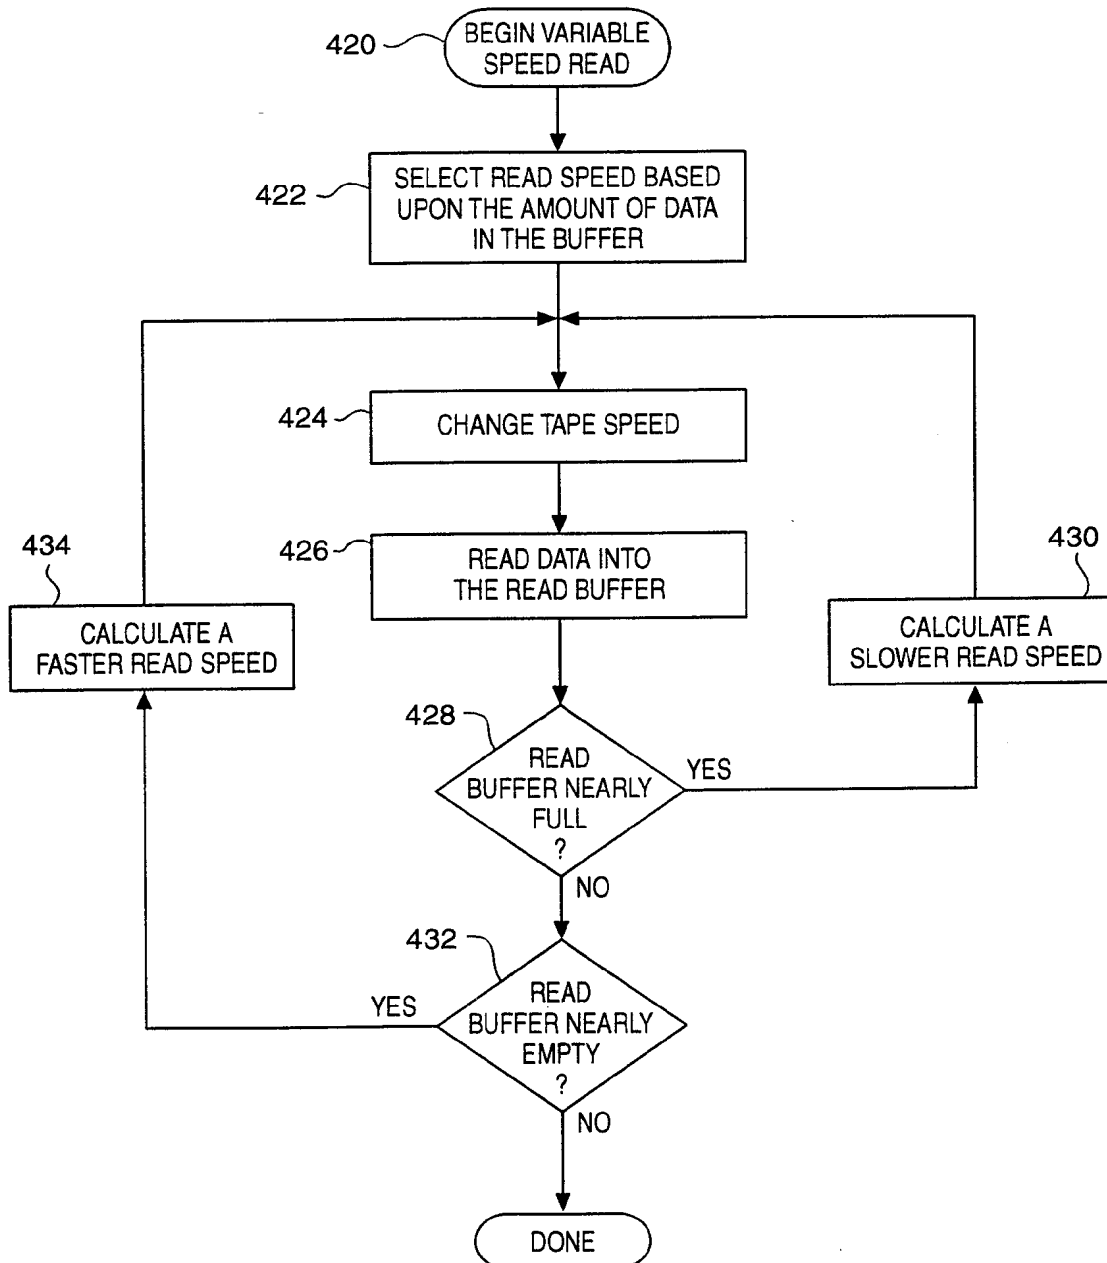 420
BEGIN VARIABLE
SPEED READ
422
SELECT READ SPEED BASED
UPON THE AMOUNT OF DATA
IN THE BUFFER
424
CHANGE TAPE SPEED
426
READ DATA INTO
THE READ BUFFER
434
CALCULATE A
FASTER READ SPEED
430
CALCULATE A
SLOWER READ SPEED
428
READ
BUFFER NEARLY
FULL
?
YES
NO
432
READ
BUFFER NEARLY
EMPTY
?
YES
NO
DONE